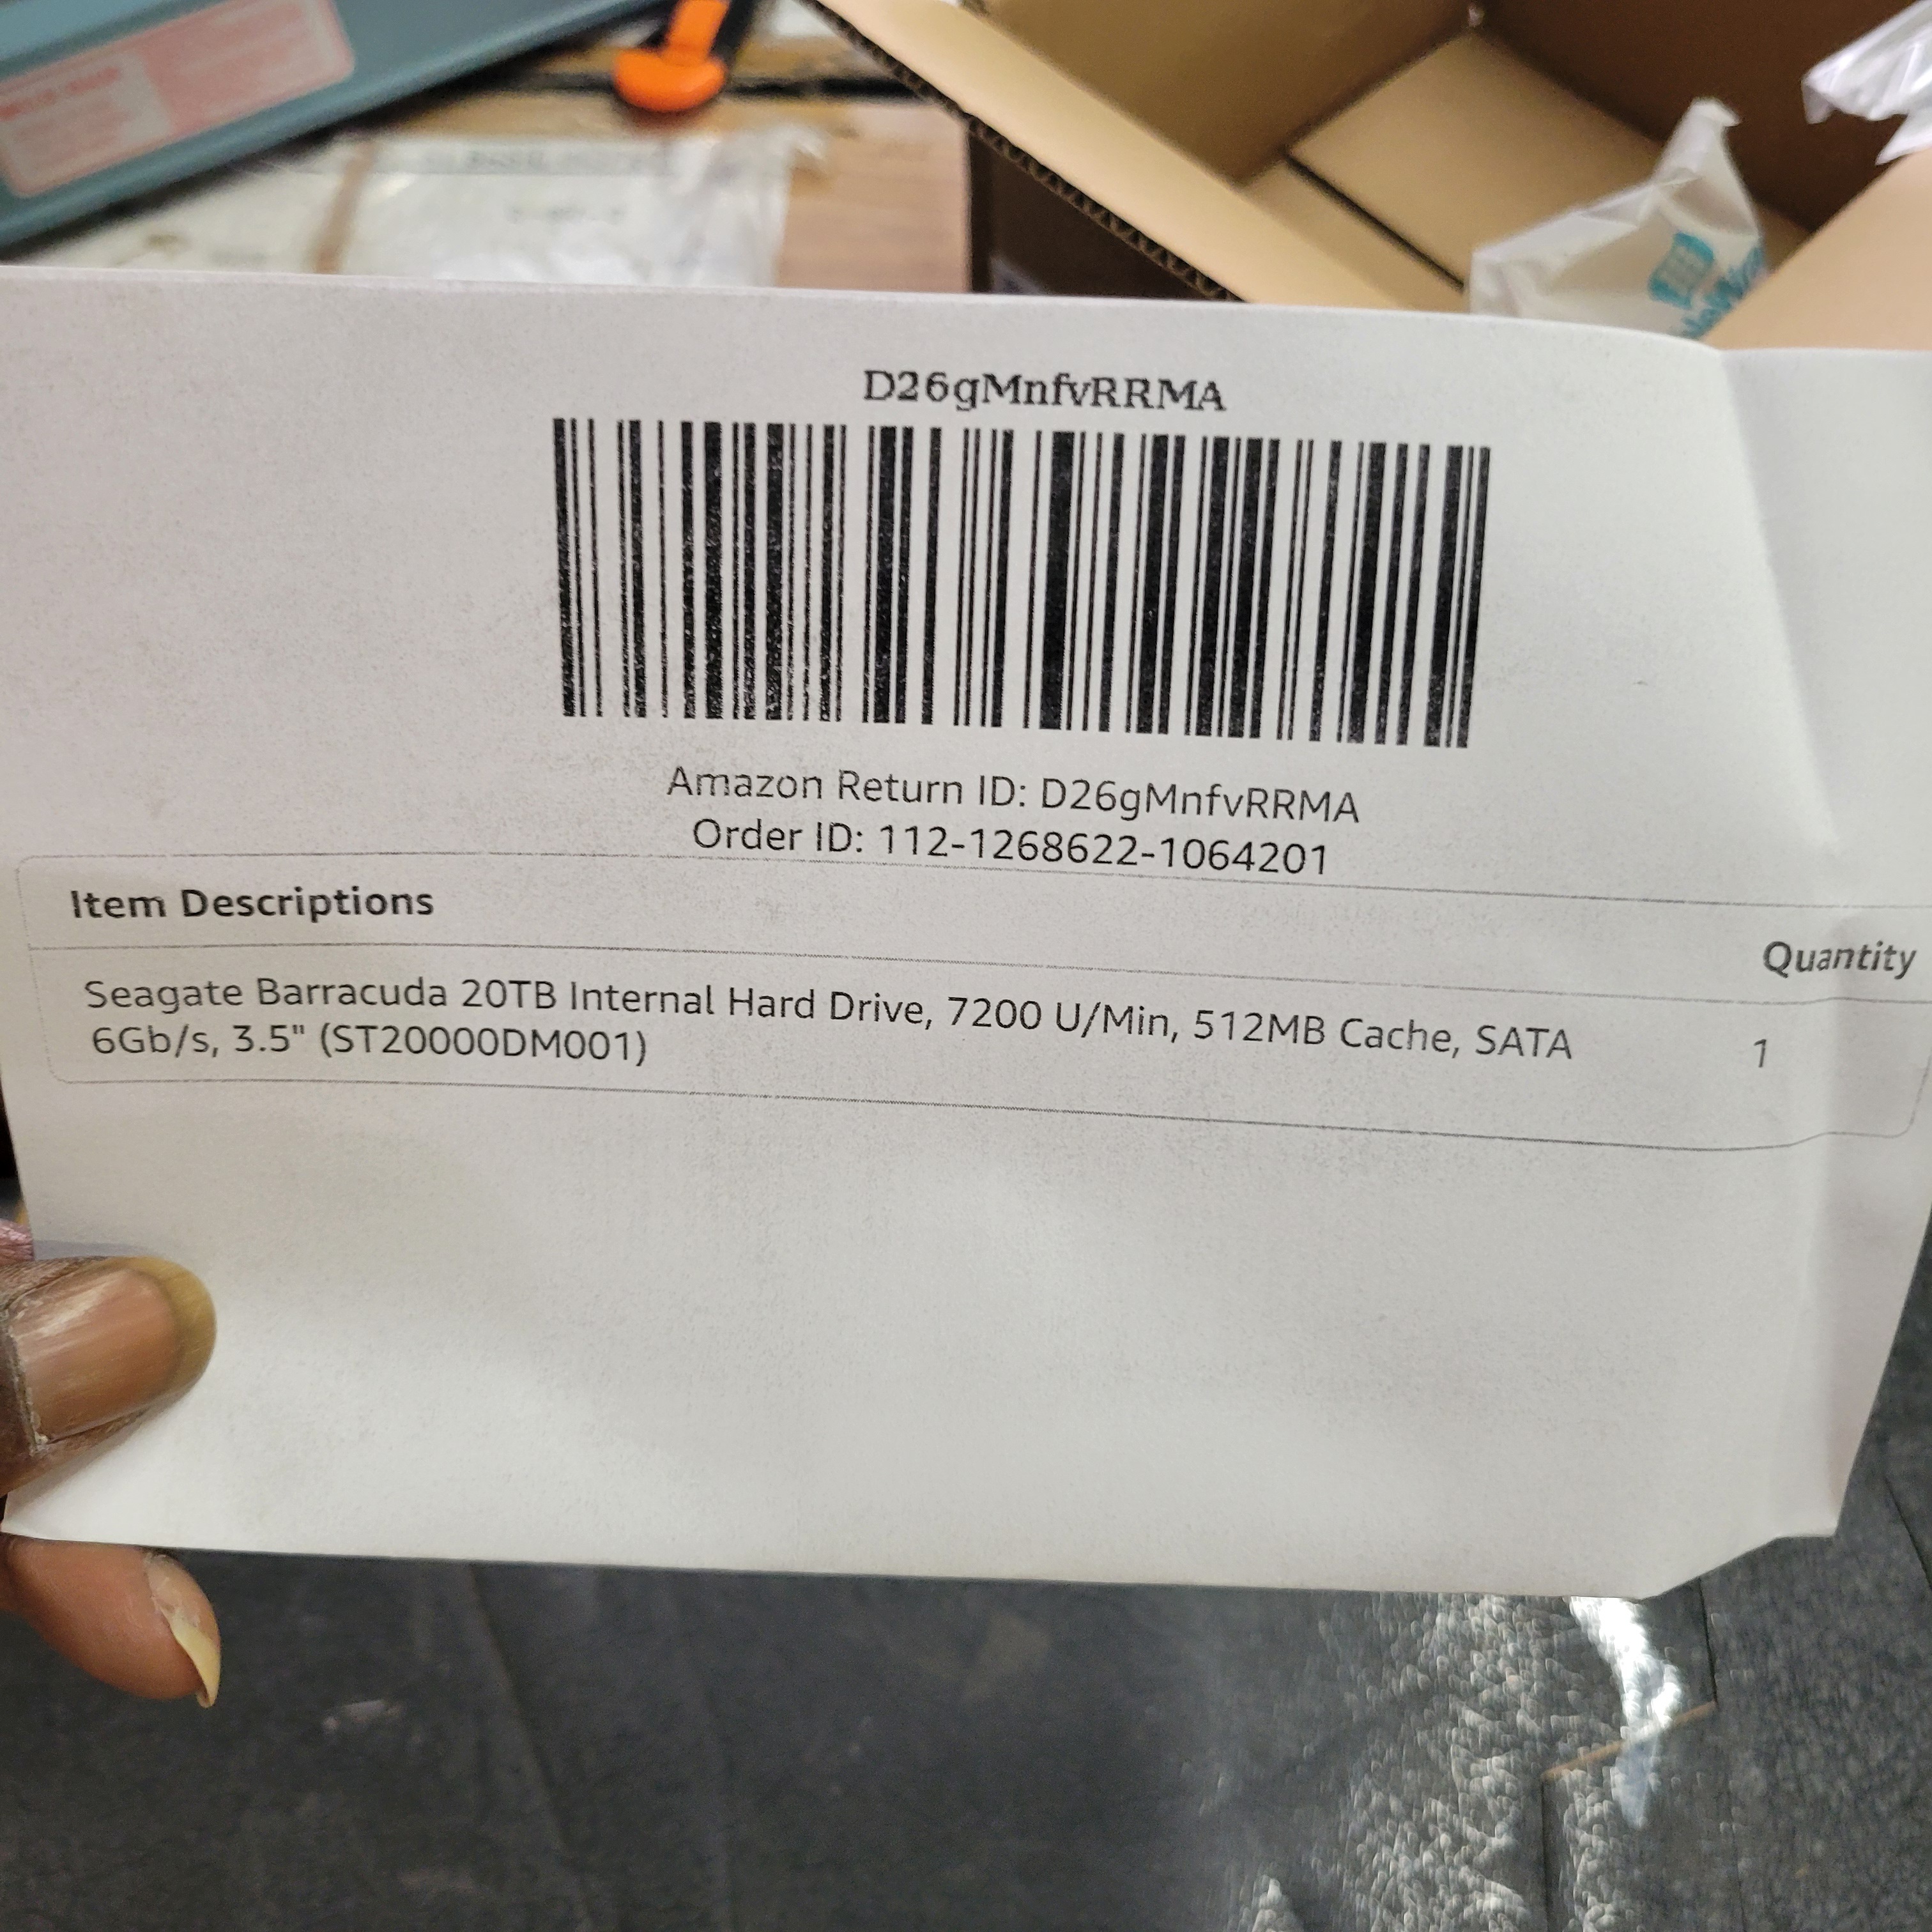 D26gMnfvRRMA
Amazon Return ID: D26gMnfvRRMA
Order ID: 112-1268622-1064201
Item Descriptions
Quantity
Seagate Barracuda 20TB Internal Hard Drive, 7200 U/Min, 512MB Cache, SATA
6Gb/s, 3.5" (ST20000DM001)
1